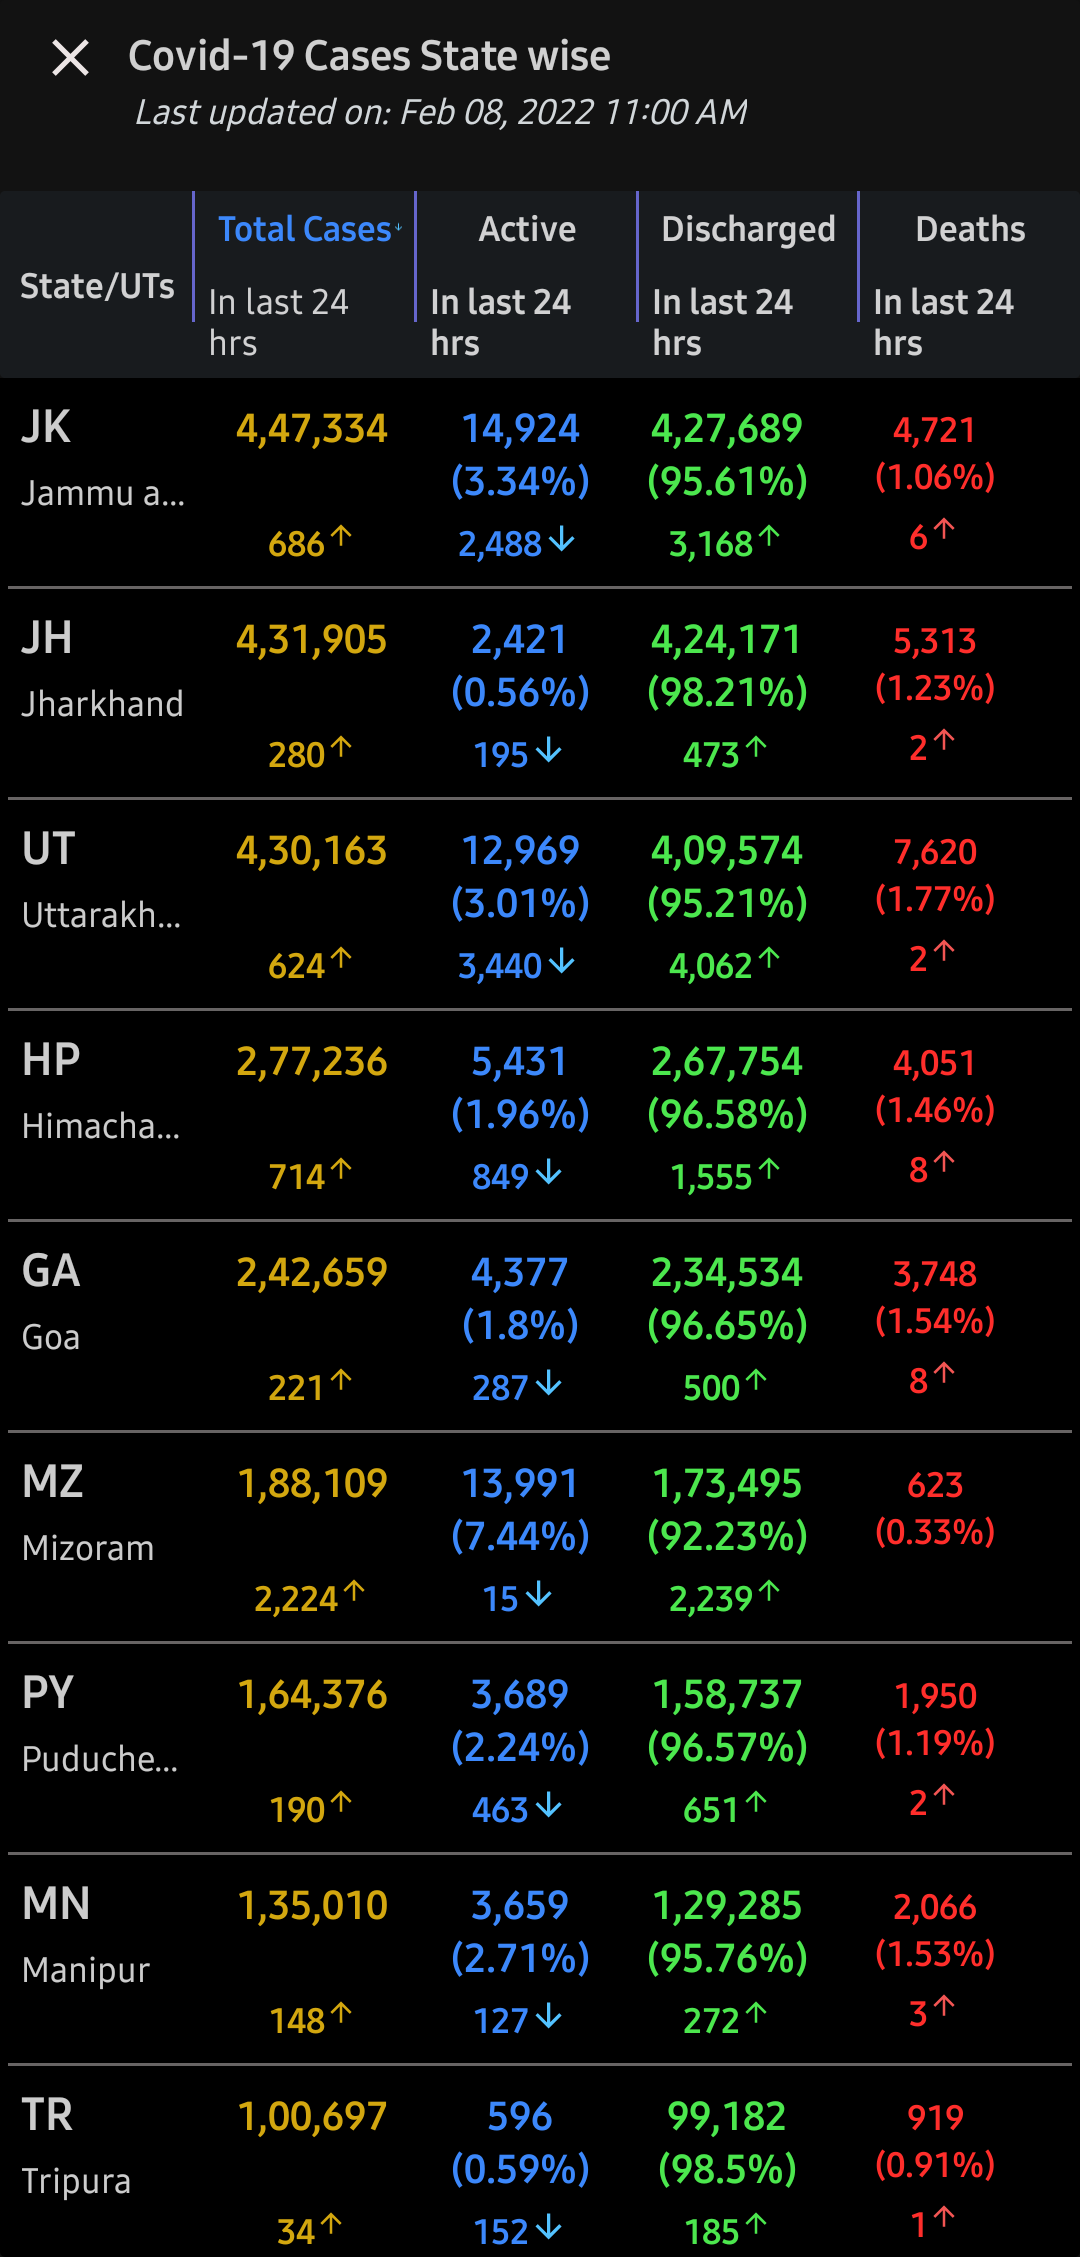 Covid-19 Cases State wise
Last updated on: Feb 08, 2022 11:00 AM
State/UTs
Total Cases↓ Active Discharged Deaths
In last 24 hrs In last 24 hrs In last 24 hrs In last 24 hrs
JK 4,47,334 14,924 4,27,689 4,721
Jammu a... (3.34%) (95.61%) (1.06%)
686↑ 2,488↓ 3,168↑ 6↑
JH 4,31,905 2,421 4,24,171 5,313
Jharkhand (0.56%) (98.21%) (1.23%)
280↑ 195↓ 473↑ 2↑
UT 4,30,163 12,969 4,09,574 7,620
Uttarakh... (3.01%) (95.21%) (1.77%)
624↑ 3,440↓ 4,062↑ 2↑
HP 2,77,236 5,431 2,67,754 4,051
Himacha... (1.96%) (96.58%) (1.46%)
714↑ 849↓ 1,555↑ 8↑
GA 2,42,659 4,377 2,34,534 3,748
Goa (1.8%) (96.65%) (1.54%)
221↑ 287↓ 500↑ 8↑
MZ 1,88,109 13,991 1,73,495 623
Mizoram (7.44%) (92.23%) (0.33%)
2,224↑ 15↓ 2,239↑
PY 1,64,376 3,689 1,58,737 1,950
Puduche... (2.24%) (96.57%) (1.19%)
190↑ 463↓ 651↑ 2↑
MN 1,35,010 3,659 1,29,285 2,066
Manipur (2.71%) (95.76%) (1.53%)
148↑ 127↓ 272↑ 3↑
TR 1,00,697 596 99,182 919
Tripura (0.59%) (98.5%) (0.91%)
34↑ 152↓ 185↑ 1↑